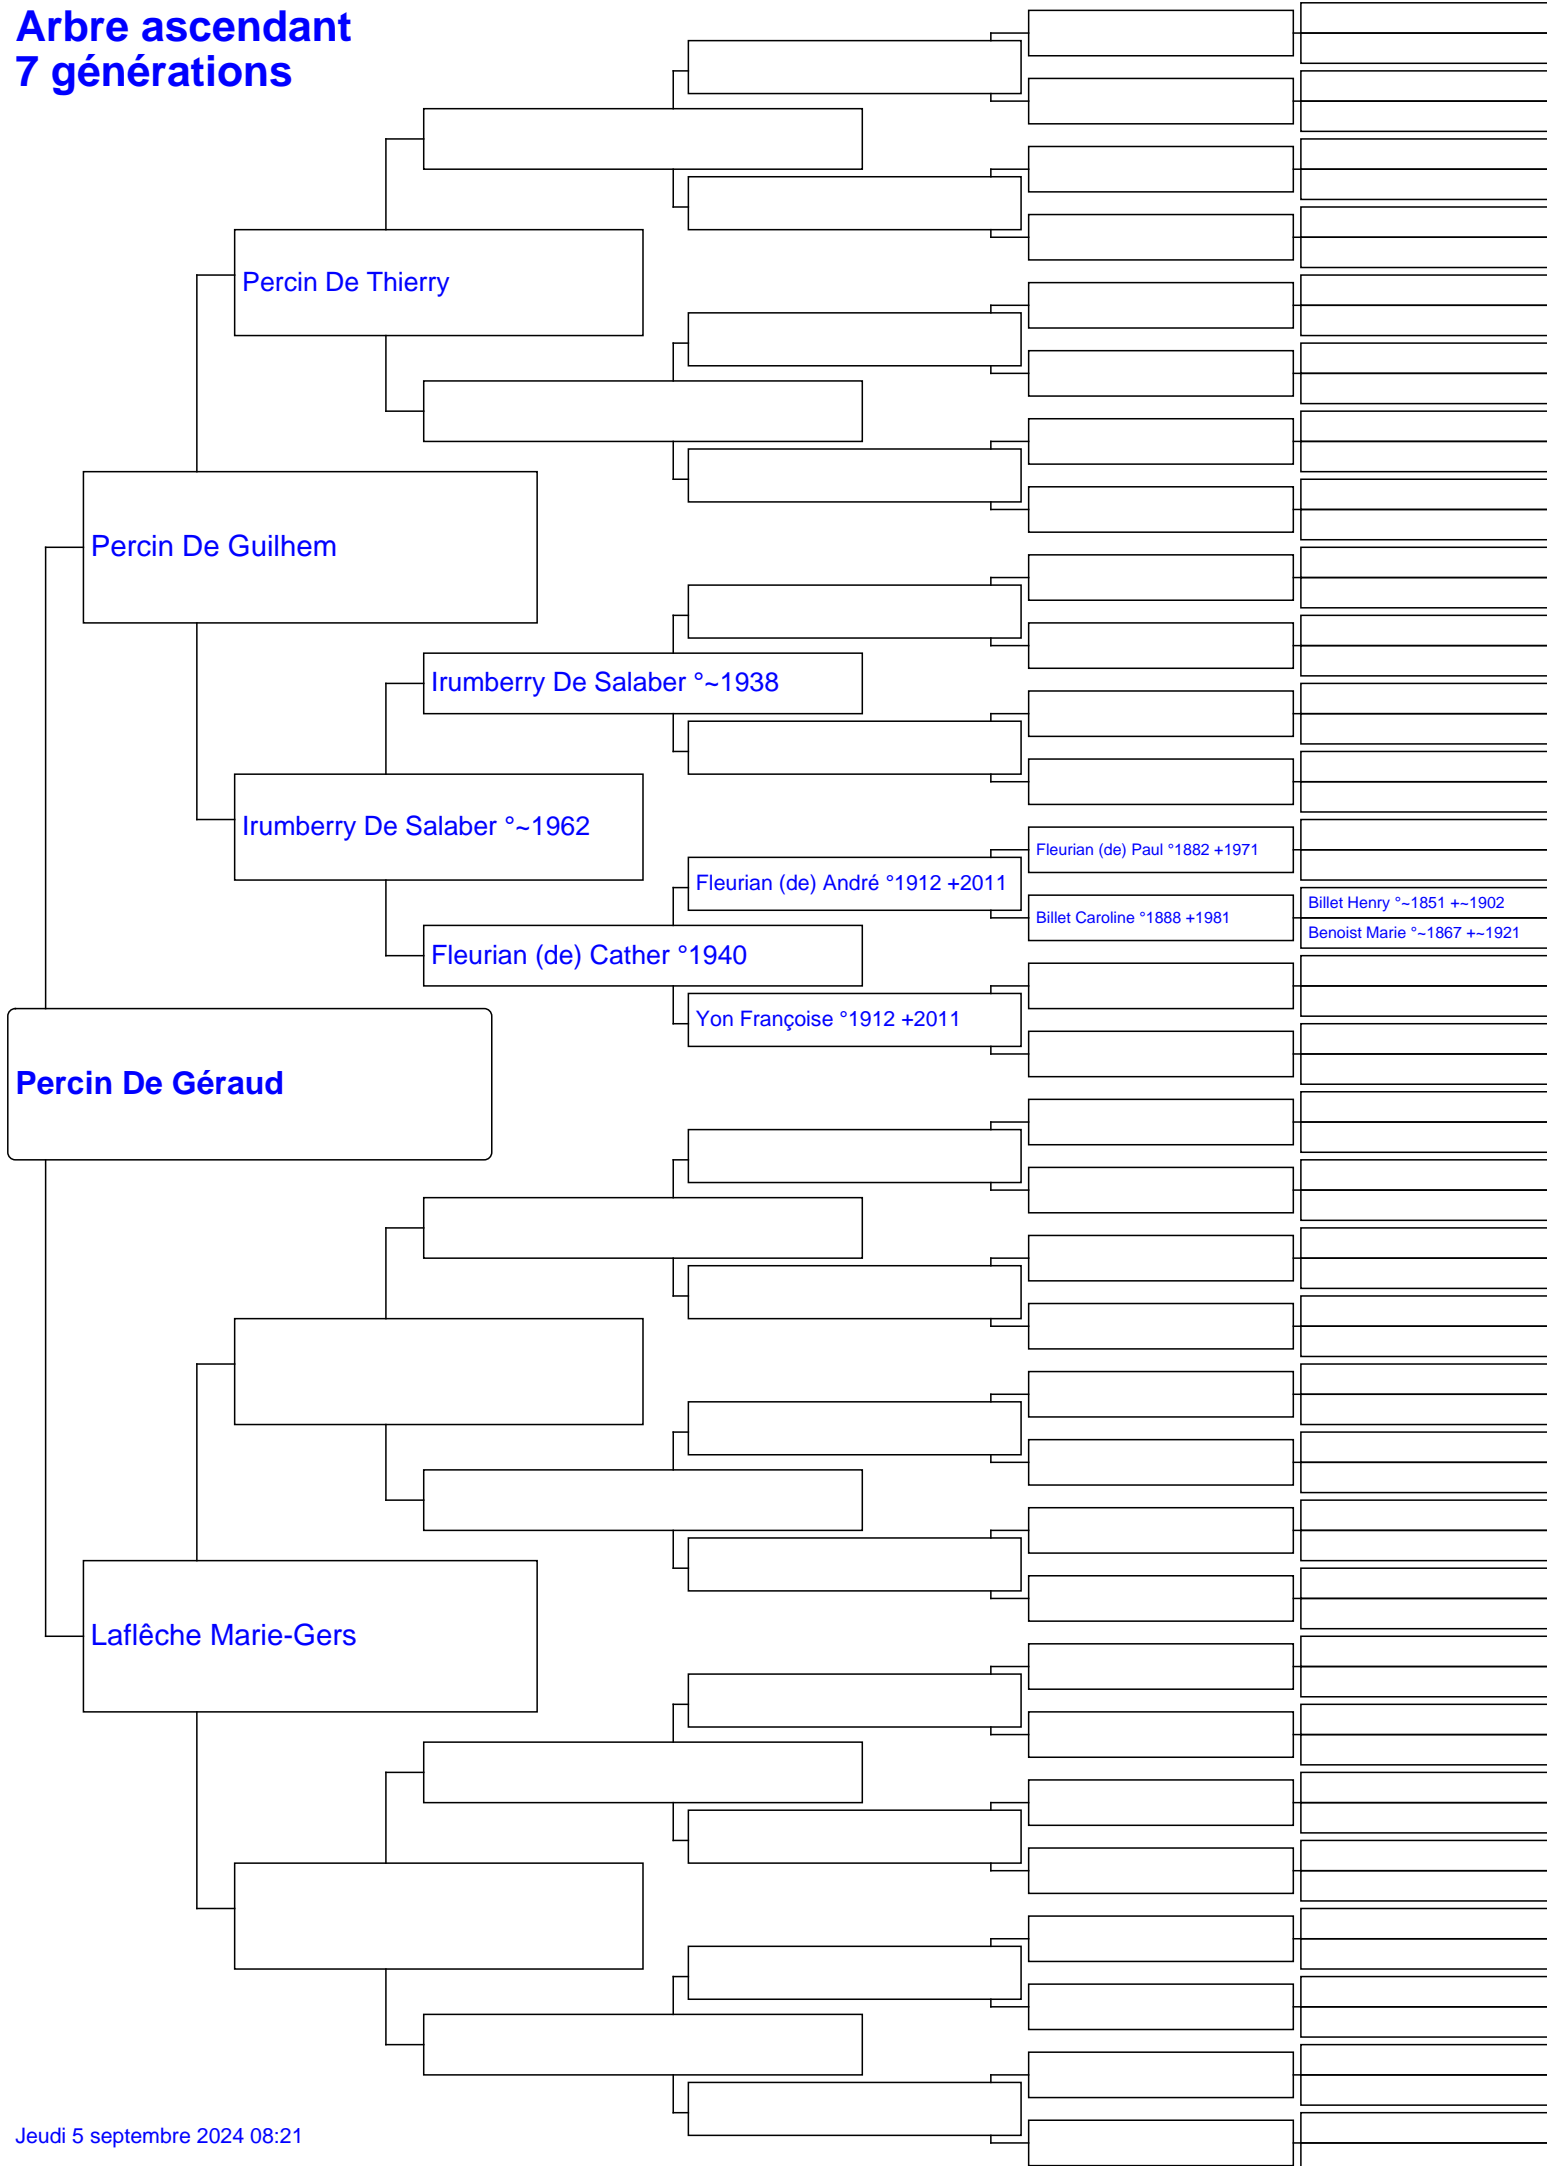 Arbre ascendant
7 générations
Percin De Thierry
Percin De Guilhem
Irumberry De Salaber °~1938
Irumberry De Salaber °~1962
Fleurian (de) Paul °1882 +1971
Fleurian (de) André °1912 +2011
Billet Henry °~1851 +~1902
Billet Caroline °1888 +1981
Benoist Marie °~1867 +~1921
Fleurian (de) Cather °1940
Yon Françoise °1912 +2011
Percin De Géraud
Laflêche Marie-Gers
Jeudi 5 septembre 2024 08:21